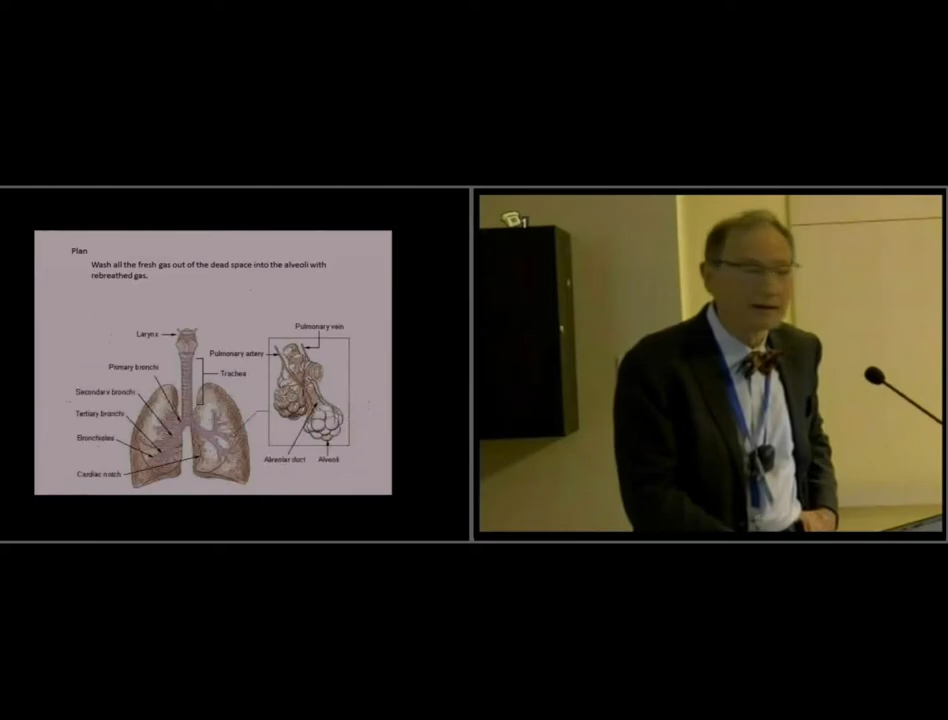 Plan
Wash all the fresh gas out of the dead space into the alveoli with
rebreathed gas.
Pulmonary vein
Larynx
Pulmonary artery
Primary bronchi
Trachea
Secondary bronchi
Tertiary bronchi
Bronchioles
Alveolar duct
Alveoli
Cardiac notch